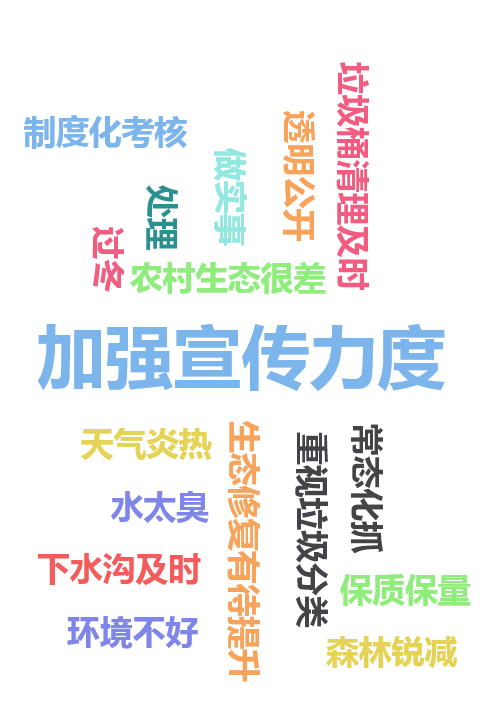 垃圾桶清理及时
透明公开
制度化考核
做实事
处理
过冬
农村生态很差
加强宣传力度
天气炎热
生态修复有待提升
重视垃圾分类
常态化抓
水太臭
下水沟及时
保质保量
环境不好
森林锐减